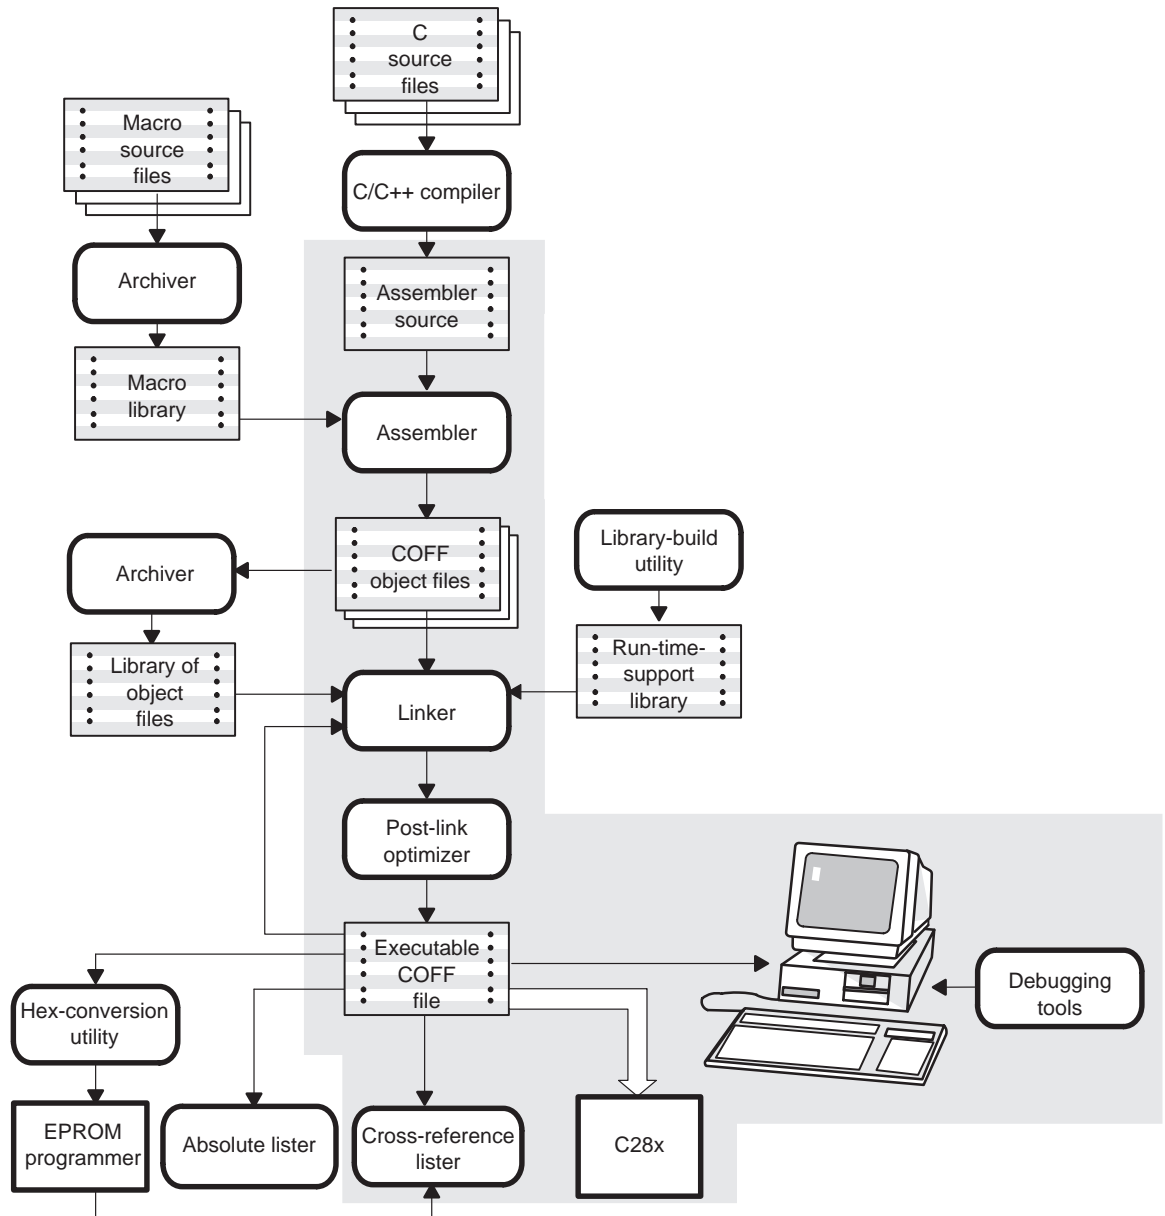 C
source
files
Macro
source
files
C/C++ compiler
Archiver
Assembler
source
Macro
library
Assembler
Library-build
utility
COFF
object files
Archiver
Run-time-
support
library
Library of
object
files
Linker
Post-link
optimizer
Executable
COFF
file
Debugging
tools
Hex-conversion
utility
EPROM
programmer
Absolute lister
Cross-reference
lister
C28x